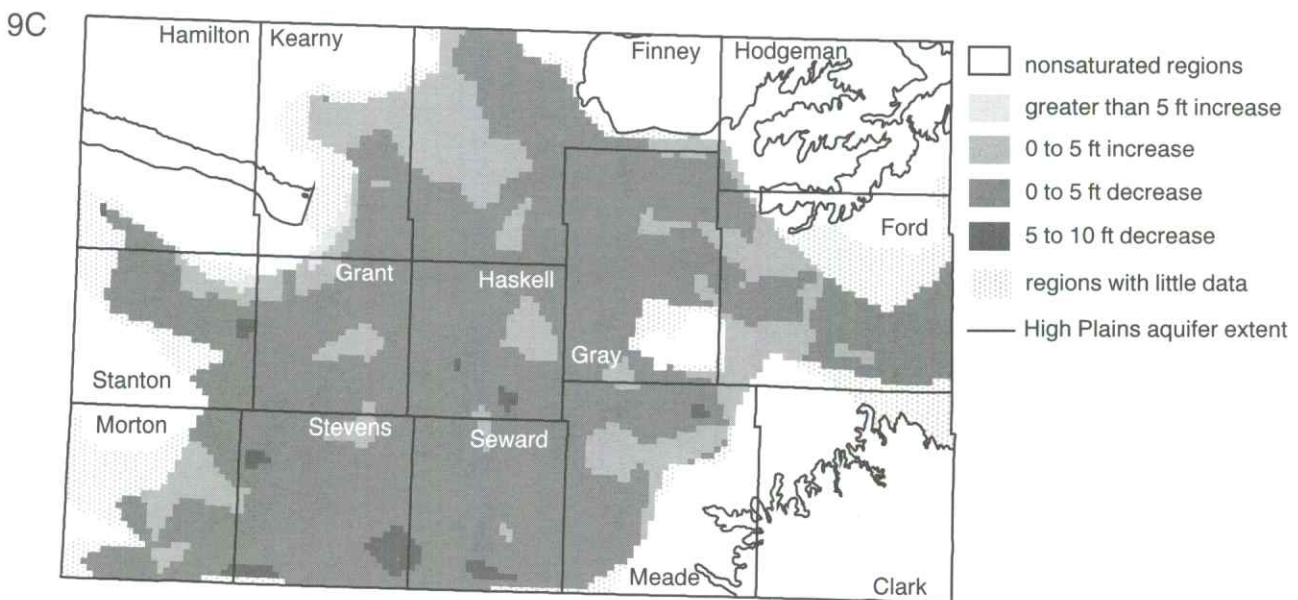 9C
Hamilton
Kearny
Finney
Hodgeman
Ford
Grant
Haskell
Gray
Stanton
Morton
Stevens
Seward
Meade
Clark
nonsaturated regions
greater than 5 ft increase
0 to 5 ft increase
0 to 5 ft decrease
5 to 10 ft decrease
regions with little data
High Plains aquifer extent